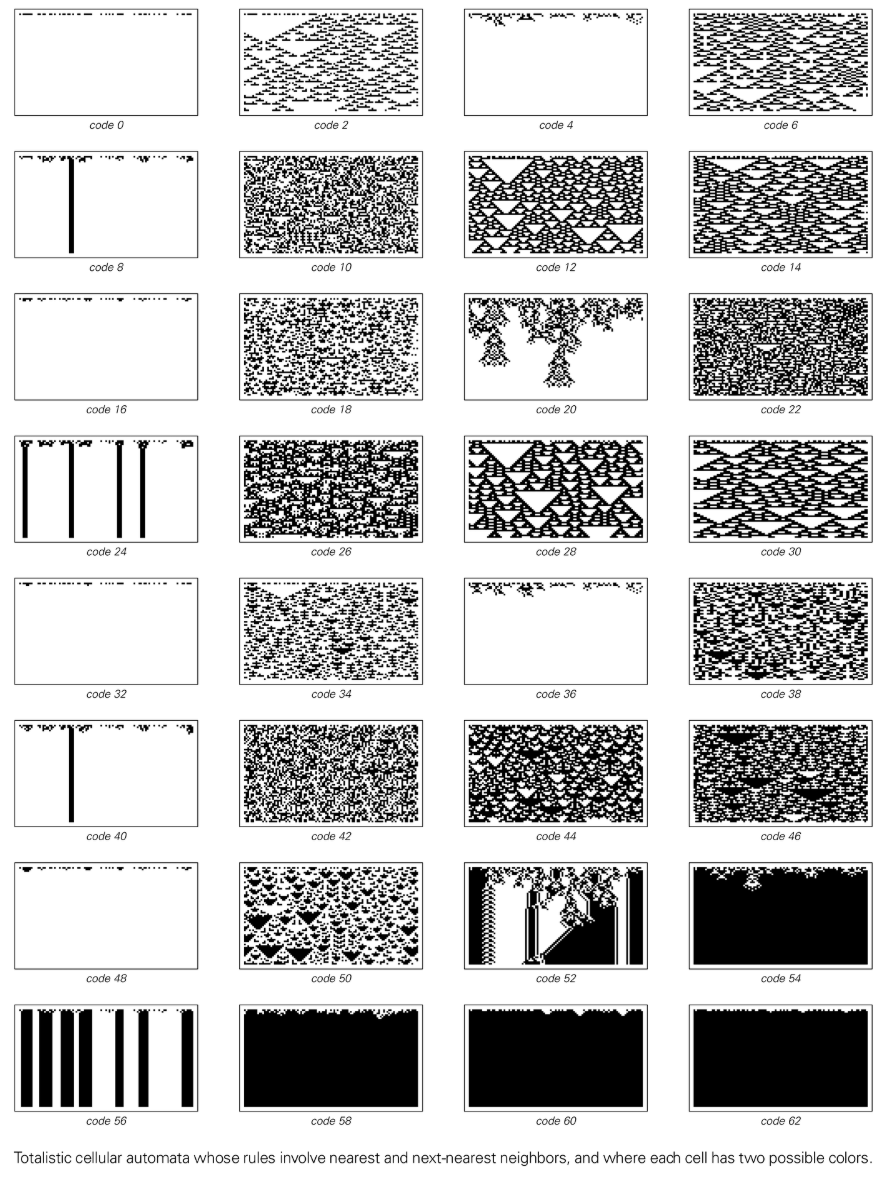 code 0 code 2 code 4 code 6
code 8 code 10 code 12 code 14
code 16 code 18 code 20 code 22
code 24 code 26 code 28 code 30
code 32 code 34 code 36 code 38
code 40 code 42 code 44 code 46
code 48 code 50 code 52 code 54
code 56 code 58 code 60 code 62
Totalistic cellular automata whose rules involve nearest and next-nearest neighbors, and where each cell has two possible colors.